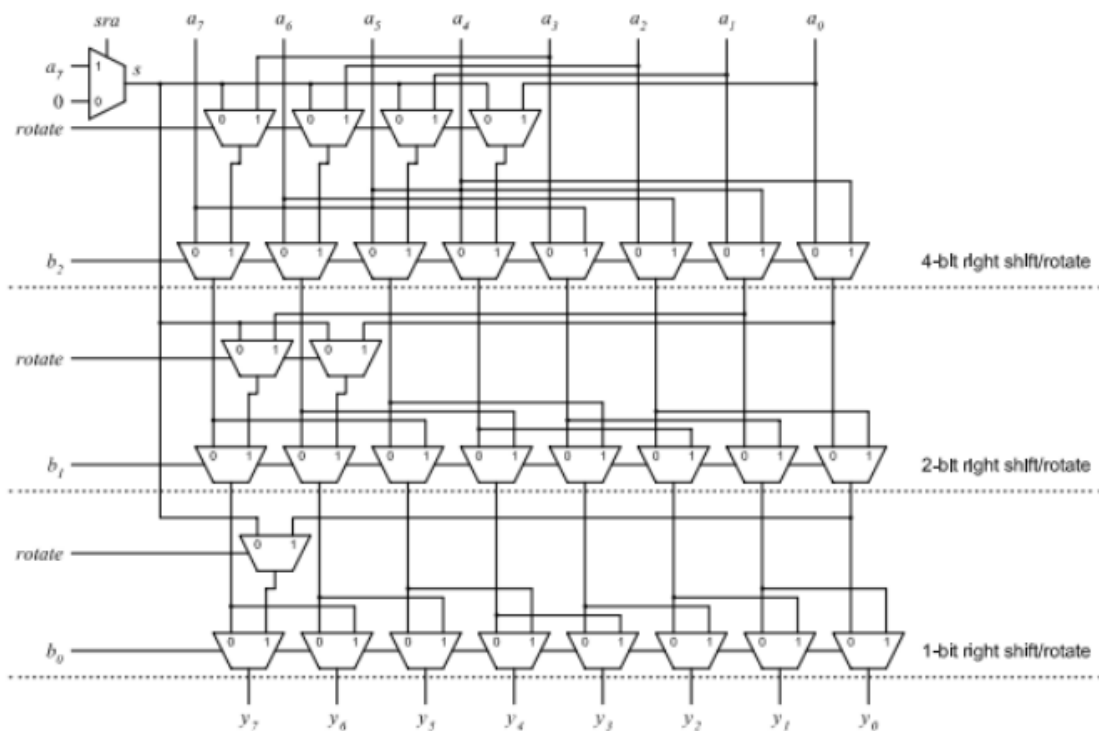 sra a₇ a₆ a₅ a₄ a₃ a₂ a₁ a₀
a₇ 1 s
0 0
rotate 0 1 0 1 0 1 0 1
b₂ 0 1 0 1 0 1 0 1 0 1 0 1 0 1 0 1 4-bit right shift/rotate
rotate 0 1 0 1
b₁ 0 1 0 1 0 1 0 1 0 1 0 1 0 1 0 1 2-bit right shift/rotate
rotate 0 1
b₀ 0 1 0 1 0 1 0 1 0 1 0 1 0 1 0 1 1-bit right shift/rotate
y₇ y₆ y₅ y₄ y₃ y₂ y₁ y₀